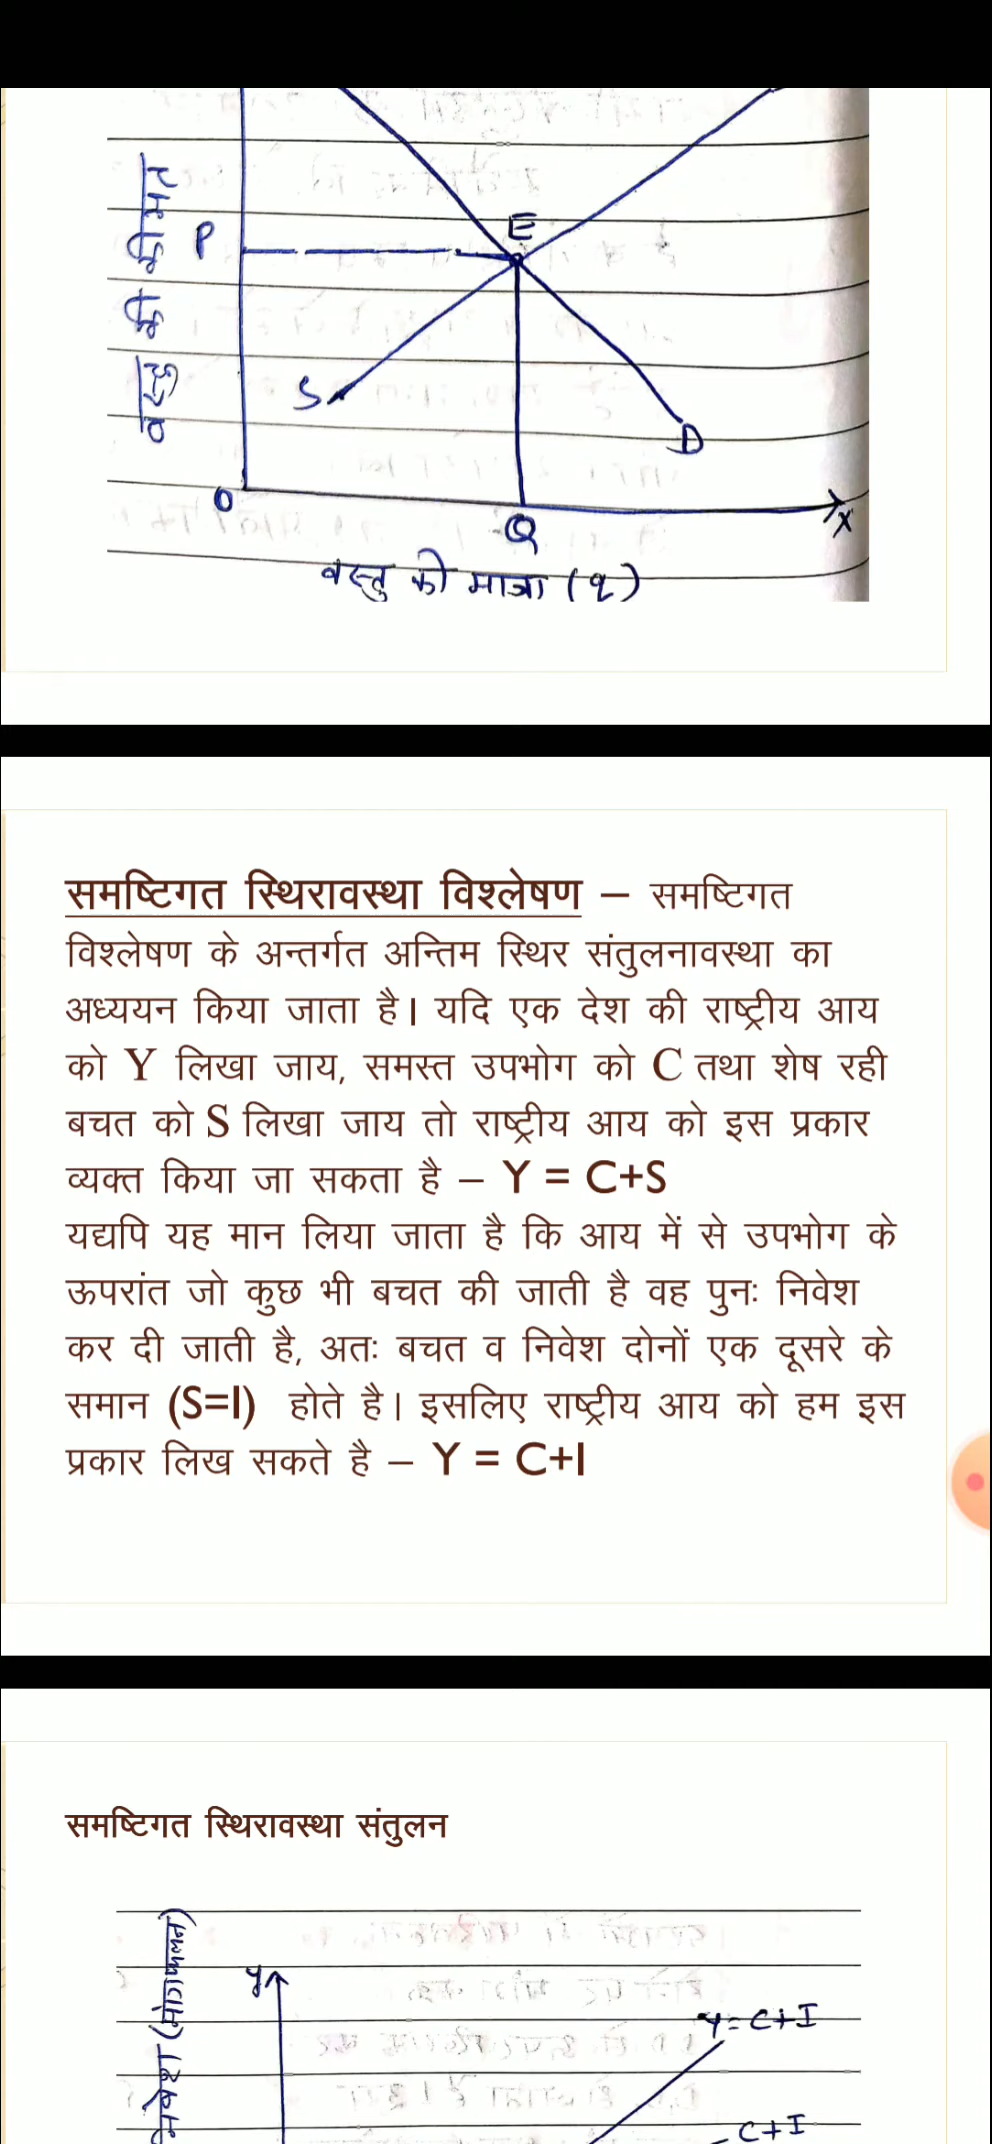 वस्तु की कीमत
P
E
S
D
O
Q
X
वस्तु की मात्रा (q)
समष्टिगत स्थिरावस्था विश्लेषण – समष्टिगत
विश्लेषण के अन्तर्गत अन्तिम स्थिर संतुलनावस्था का
अध्ययन किया जाता है। यदि एक देश की राष्ट्रीय आय
को Y लिखा जाय, समस्त उपभोग को C तथा शेष रही
बचत को S लिखा जाय तो राष्ट्रीय आय को इस प्रकार
व्यक्त किया जा सकता है – Y = C+S
यद्यपि यह मान लिया जाता है कि आय में से उपभोग के
ऊपरांत जो कुछ भी बचत की जाती है वह पुनः निवेश
कर दी जाती है, अतः बचत व निवेश दोनों एक दूसरे के
समान (S=I) होते है। इसलिए राष्ट्रीय आय को हम इस
प्रकार लिख सकते है – Y = C+I
समष्टिगत स्थिरावस्था संतुलन
y
Y = C+I
C+I